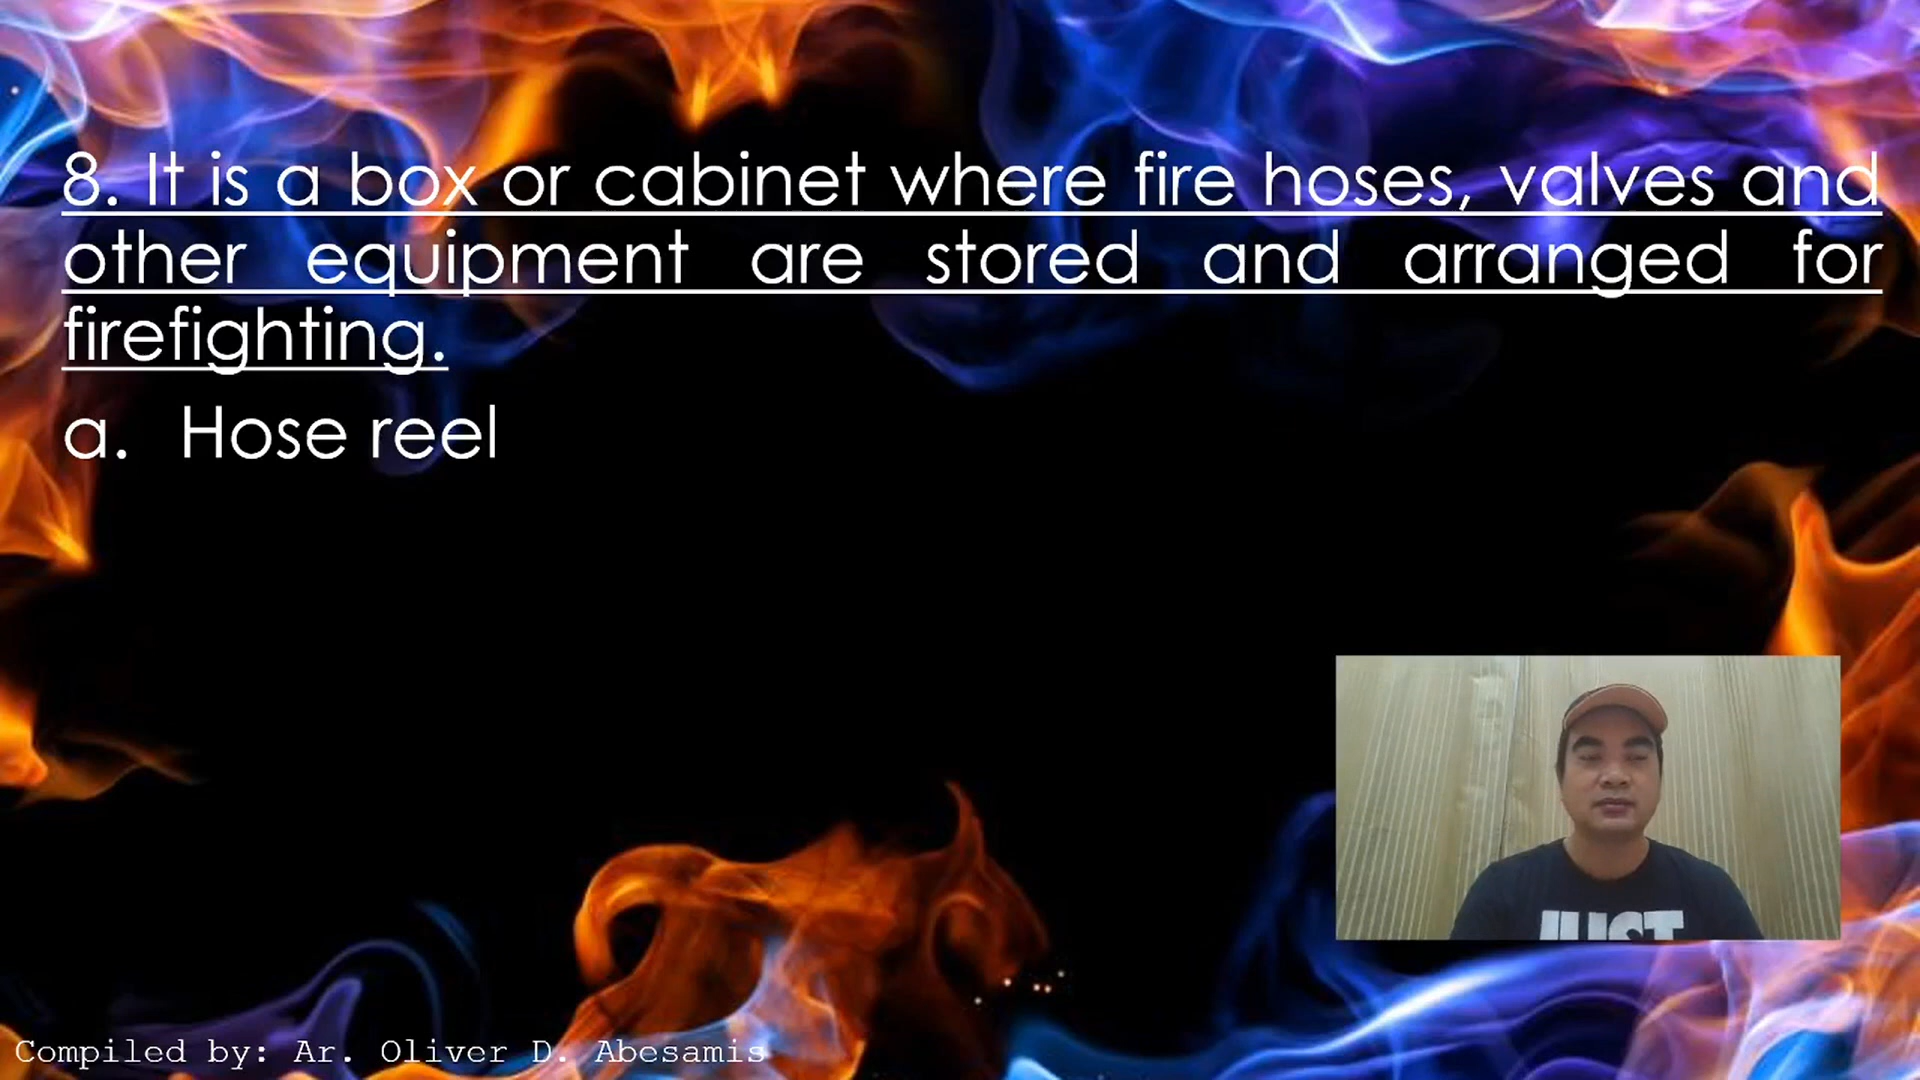 8. It is a box or cabinet where fire hoses, valves and
other equipment are stored and arranged for
firefighting.
a. Hose reel
JUST
Compiled by: Ar. Oliver D. Abesamis